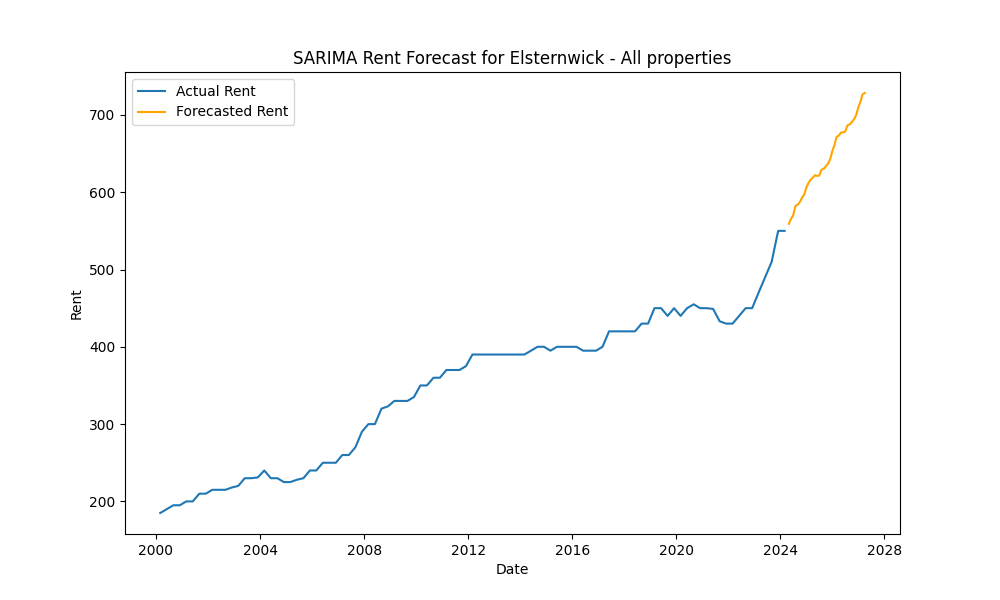 SARIMA Rent Forecast for Elsternwick - All properties
Actual Rent
Forecasted Rent
700
600
500
400
300
200
Rent
2000 2004 2008 2012 2016 2020 2024 2028
Date